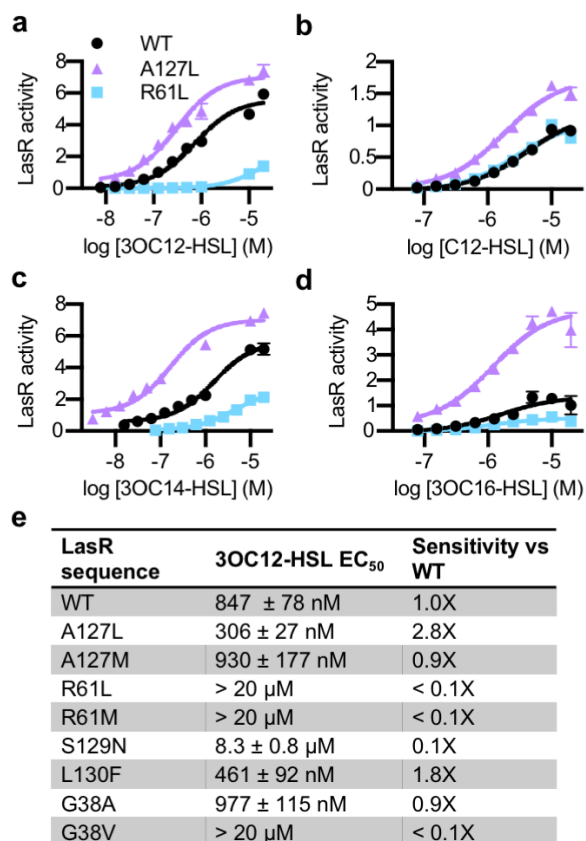 a
WT
A127L
R61L
LasR activity
8
6
4
2
0
-8 -7 -6 -5
log [3OC12-HSL] (M)
b
LasR activity
2
1.5
1
0.5
0
-7 -6 -5
log [C12-HSL] (M)
c
LasR activity
8
6
4
2
0
-8 -7 -6 -5
log [3OC14-HSL] (M)
d
LasR activity
5
4
3
2
1
0
-7 -6 -5
log [3OC16-HSL] (M)
e
LasR sequence 3OC12-HSL EC50 Sensitivity vs WT
WT 847 ± 78 nM 1.0X
A127L 306 ± 27 nM 2.8X
A127M 930 ± 177 nM 0.9X
R61L > 20 µM < 0.1X
R61M > 20 µM < 0.1X
S129N 8.3 ± 0.8 µM 0.1X
L130F 461 ± 92 nM 1.8X
G38A 977 ± 115 nM 0.9X
G38V > 20 µM < 0.1X